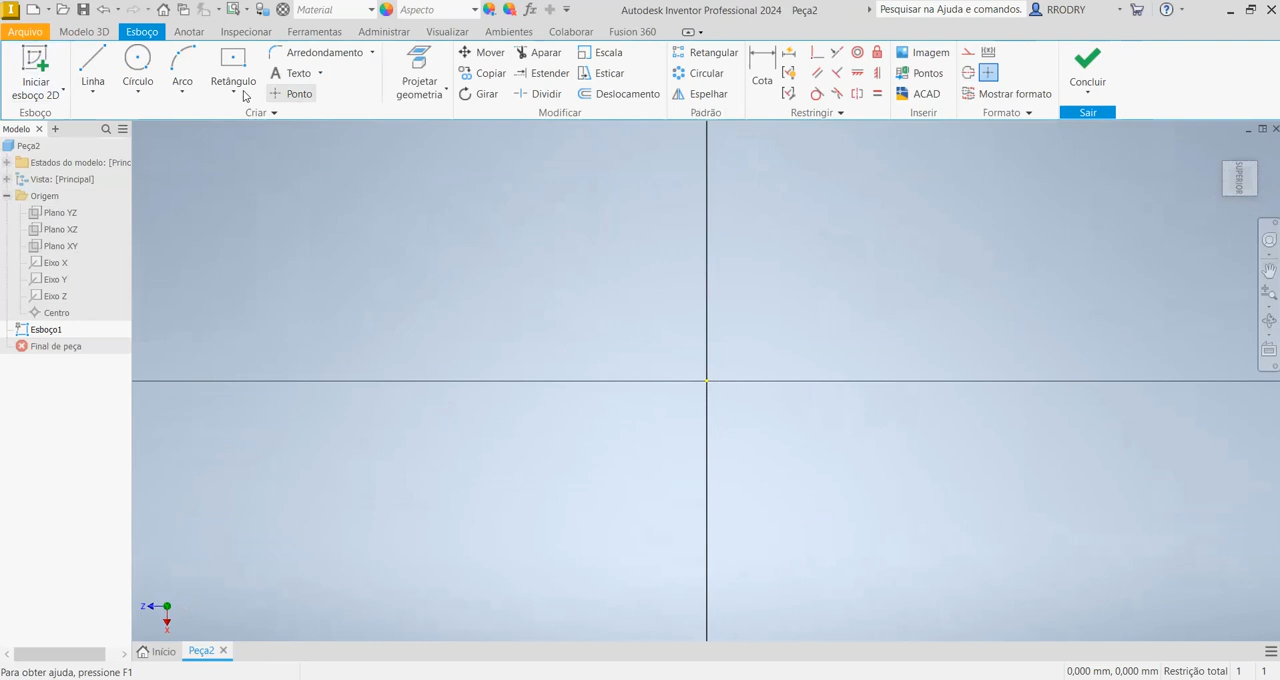 Material
Aspecto
Autodesk Inventor Professional 2024 Peça2
Pesquisar na Ajuda e comandos.
RRODRY
Arquivo
Modelo 3D
Esboço
Anotar
Inspecionar
Ferramentas
Administrar
Visualizar
Ambientes
Colaborar
Fusion 360
Iniciar
esboço 2D
Linha
Círculo
Arco
Retângulo
Arredondamento
Texto
Ponto
Projetar
geometria
Mover
Copiar
Girar
Aparar
Estender
Dividir
Escala
Esticar
Deslocamento
Retangular
Circular
Espelhar
Cota
Imagem
Pontos
ACAD
Mostrar formato
Concluir
Esboço
Criar
Modificar
Padrão
Restringir
Inserir
Formato
Sair
Modelo
Peça2
Estados do modelo: [Princ
Vista: [Principal]
Origem
Plano YZ
Plano XZ
Plano XY
Eixo X
Eixo Y
Eixo Z
Centro
Esboço1
Final de peça
SUPERIOR
Z
X
Início
Peça2
Para obter ajuda, pressione F1
0,000 mm, 0,000 mm
Restrição total
1
1